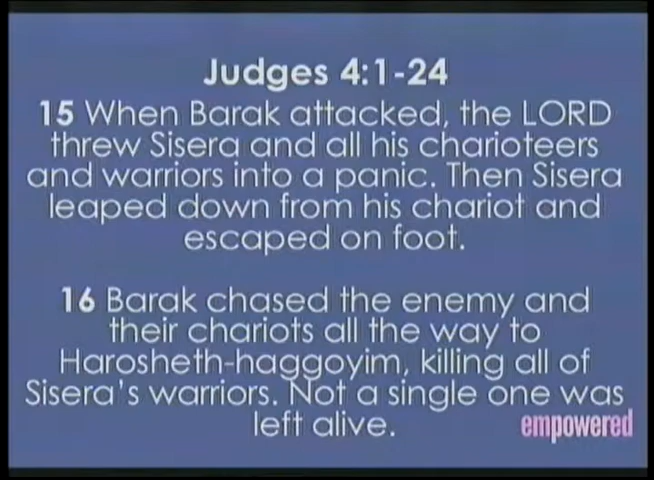 Judges 4:1-24
15 When Barak attacked, the LORD
threw Sisera and all his charioteers
and warriors into a panic. Then Sisera
leaped down from his chariot and
escaped on foot.
16 Barak chased the enemy and
their chariots all the way to
Harosheth-haggoyim, killing all of
Sisera's warriors. Not a single one was
left alive.
empowered